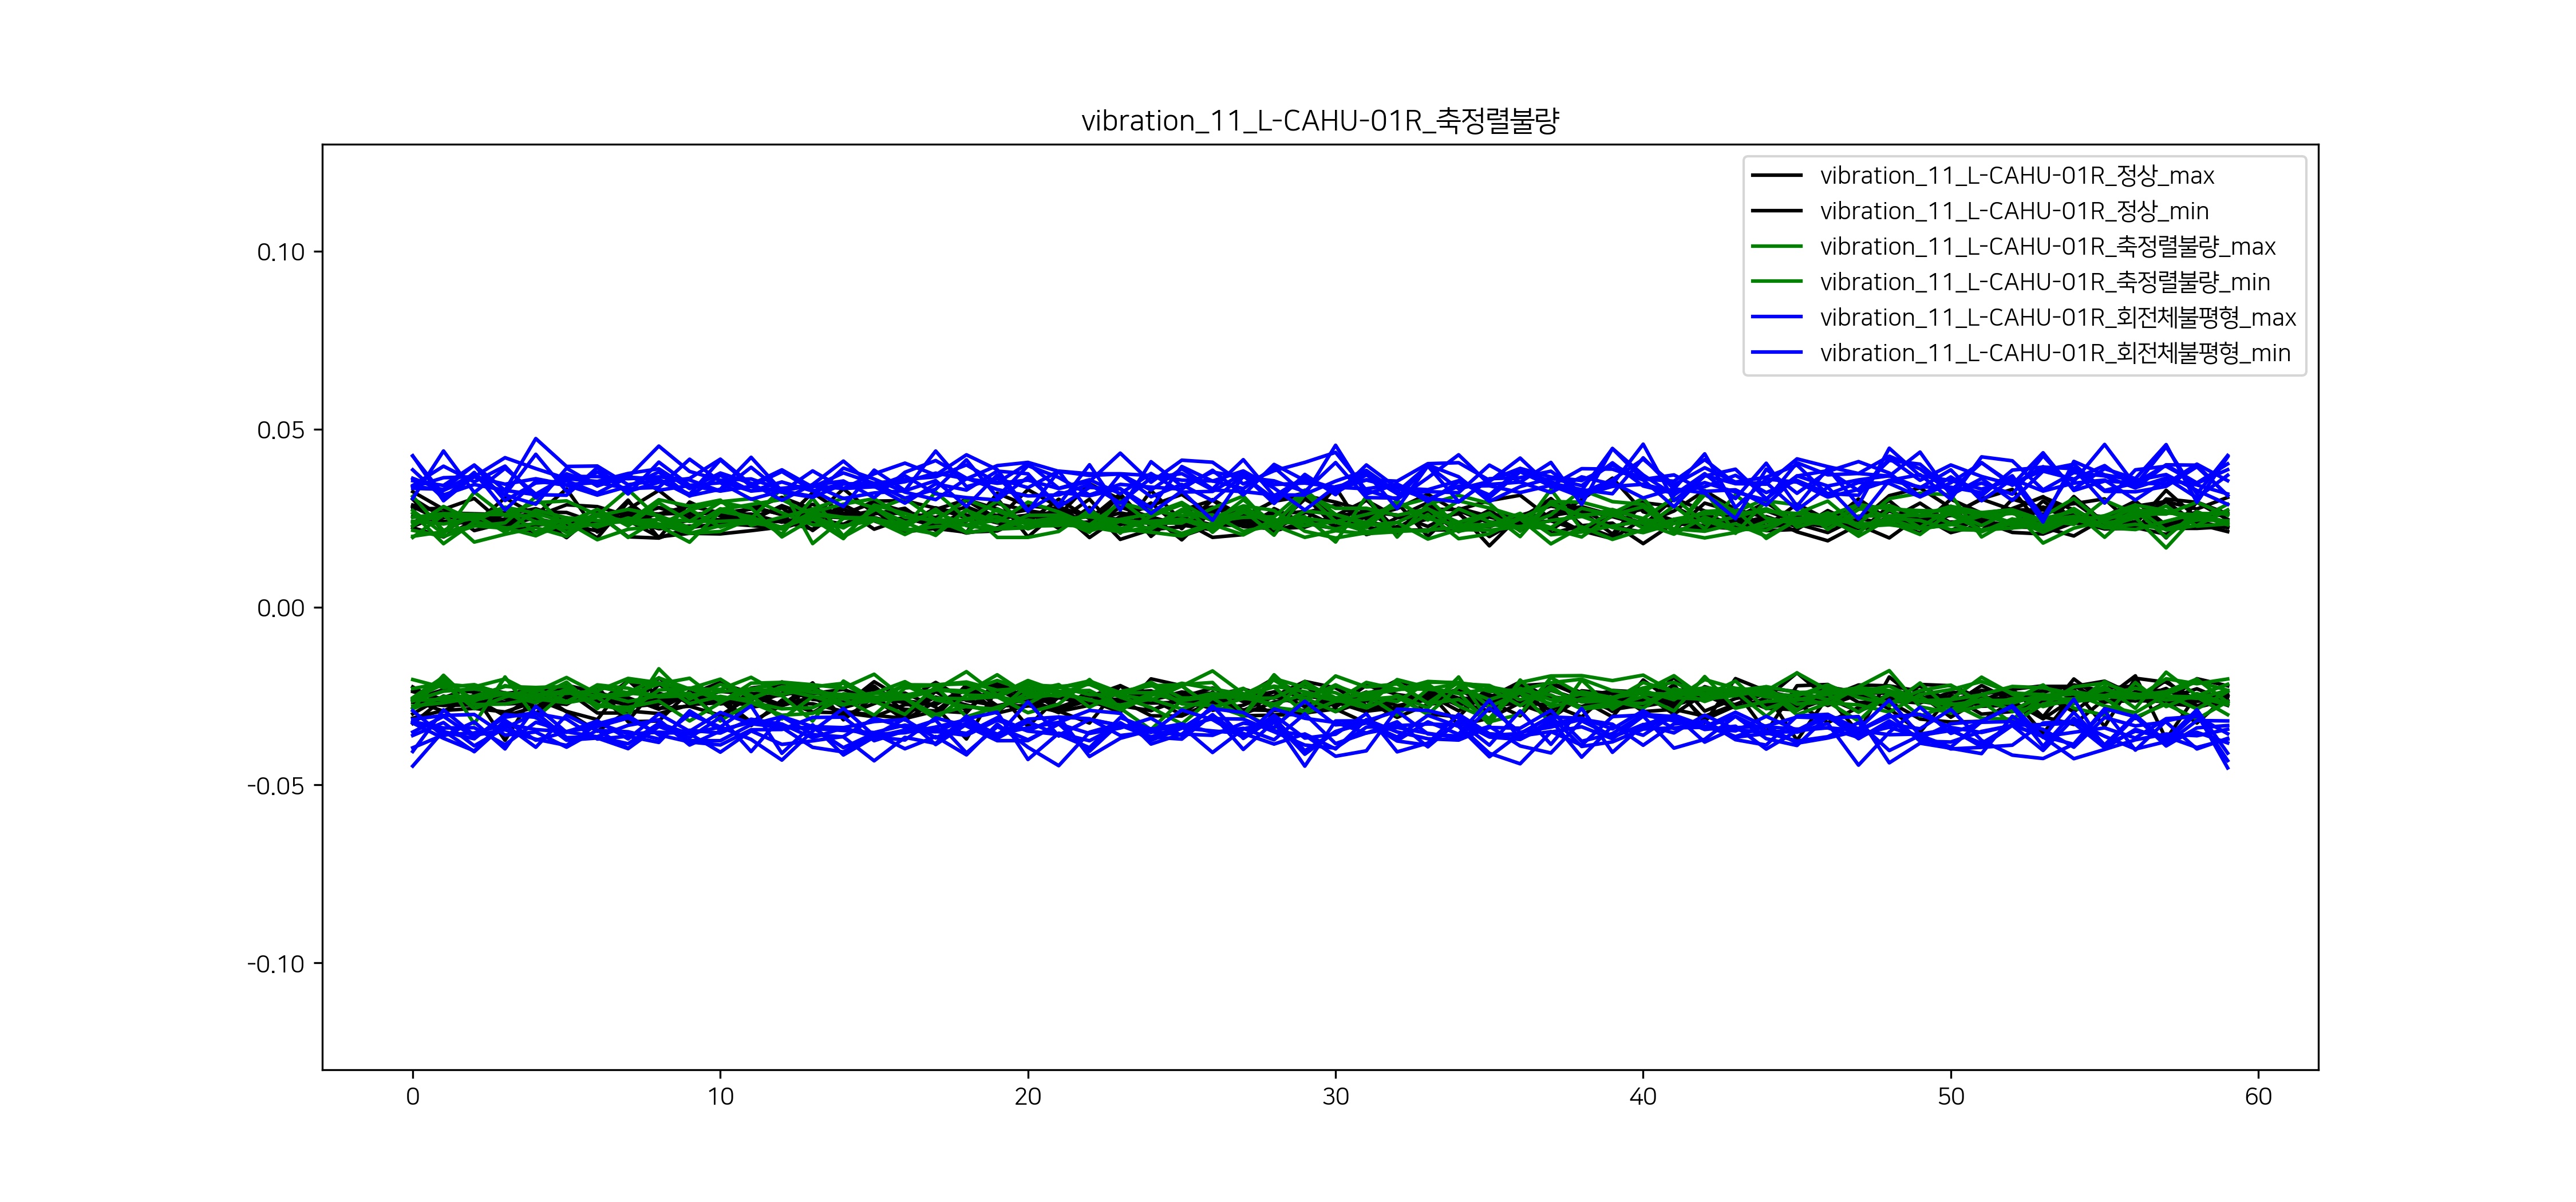 vibration_11_L-CAHU-01R_축정렬불량
vibration_11_L-CAHU-01R_정상_max
vibration_11_L-CAHU-01R_정상_min
vibration_11_L-CAHU-01R_축정렬불량_max
vibration_11_L-CAHU-01R_축정렬불량_min
vibration_11_L-CAHU-01R_회전체불평형_max
vibration_11_L-CAHU-01R_회전체불평형_min
0.10
0.05
0.00
-0.05
-0.10
0 10 20 30 40 50 60